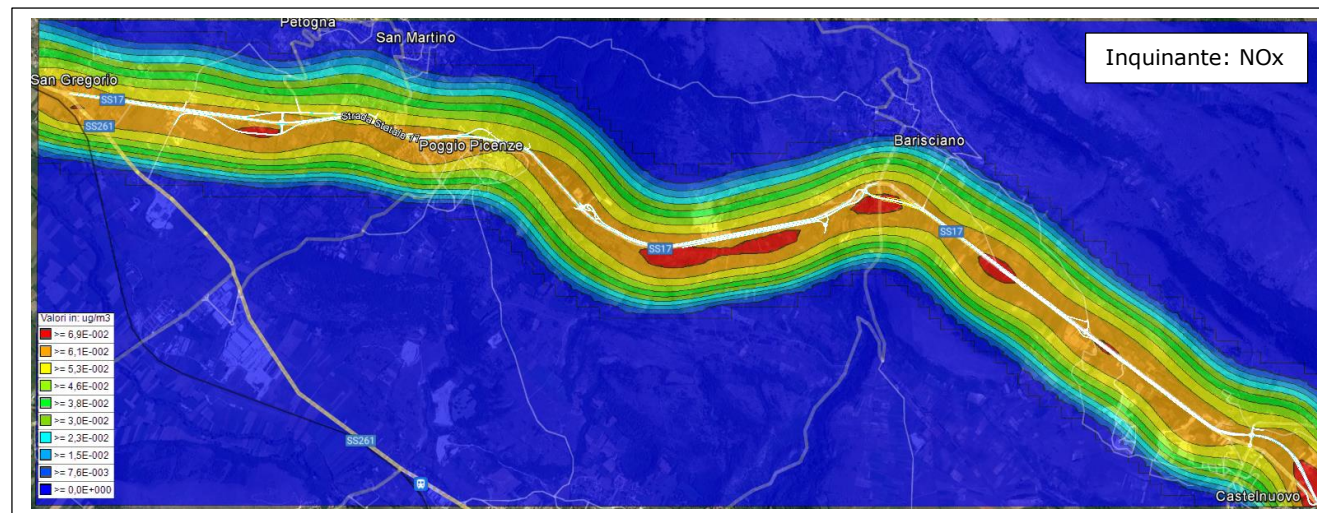 Petogna
San Martino
Inquinante: NOx
San Gregorio
SS17
SS261
Strada Statale 17
Poggio Picenze
Barisciano
SS17
SS17
Valori in: ug/m3
>= 6,9E-002
>= 6,1E-002
>= 5,3E-002
>= 4,6E-002
>= 3,8E-002
>= 3,0E-002
>= 2,3E-002
>= 1,5E-002
>= 7,6E-003
>= 0,0E+000
SS261
Castelnuovo